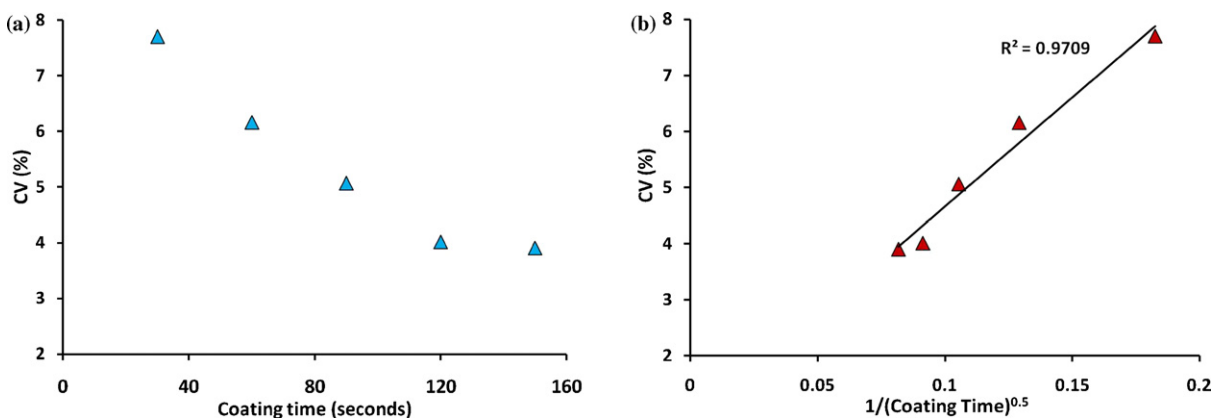 (a)
8
7
6
5
4
3
2
CV (%)
0 40 80 120 160
Coating time (seconds)
(b)
8
7
6
5
4
3
2
CV (%)
R² = 0.9709
0 0.05 0.1 0.15 0.2
1/(Coating Time)⁰·⁵